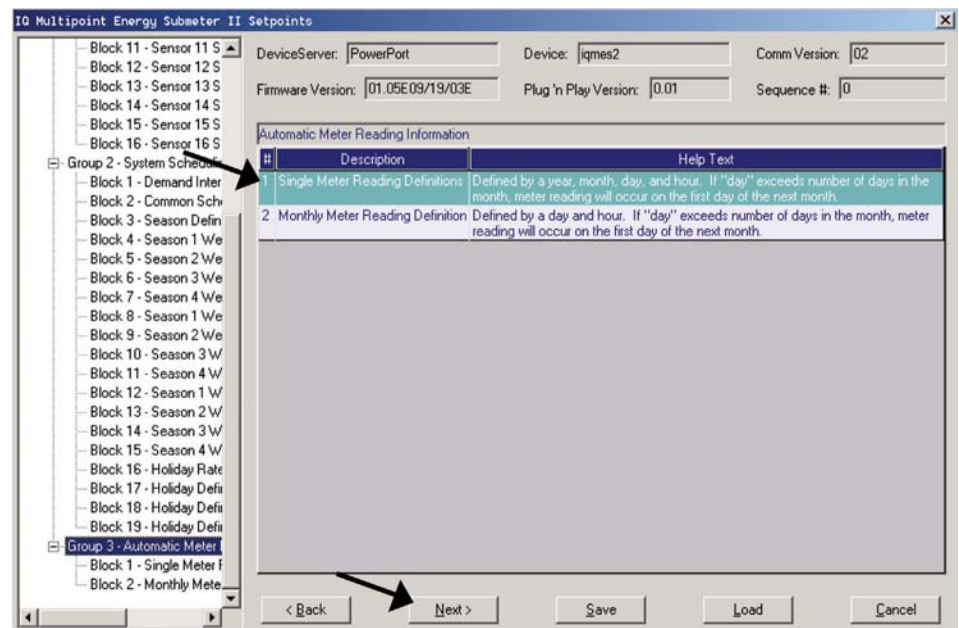 IQ Multipoint Energy Submeter II Setpoints
Block 11 - Sensor 11 S
Block 12 - Sensor 12 S
Block 13 - Sensor 13 S
Block 14 - Sensor 14 S
Block 15 - Sensor 15 S
Block 16 - Sensor 16 S
Group 2 - System Schedulin
Block 1 - Demand Inter
Block 2 - Common Sch
Block 3 - Season Defin
Block 4 - Season 1 We
Block 5 - Season 2 We
Block 6 - Season 3 We
Block 7 - Season 4 We
Block 8 - Season 1 We
Block 9 - Season 2 We
Block 10 - Season 3 W
Block 11 - Season 4 W
Block 12 - Season 1 W
Block 13 - Season 2 W
Block 14 - Season 3 W
Block 15 - Season 4 W
Block 16 - Holiday Rate
Block 17 - Holiday Defi
Block 18 - Holiday Defi
Block 19 - Holiday Defi
Group 3 - Automatic Meter
Block 1 - Single Meter
Block 2 - Monthly Mete
DeviceServer: PowerPort Device: iqmes2 Comm Version: 02
Firmware Version: 01.05E09/19/03E Plug 'n Play Version: 0.01 Sequence #: 0
Automatic Meter Reading Information
# Description Help Text
1 Single Meter Reading Definitions Defined by a year, month, day, and hour. If "day" exceeds number of days in the
month, meter reading will occur on the first day of the next month.
2 Monthly Meter Reading Definition Defined by a day and hour. If "day" exceeds number of days in the month, meter
reading will occur on the first day of the next month.
< Back Next > Save Load Cancel